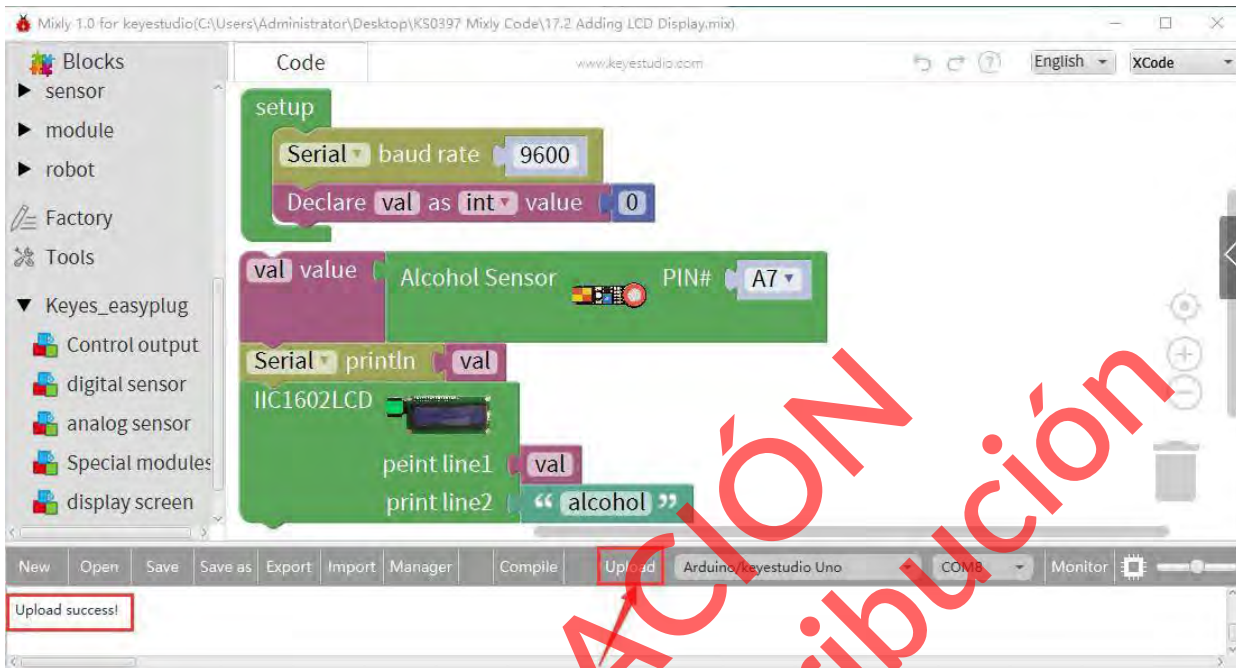 Mixly 1.0 for keyestudio(C:\Users\Administrator\Desktop\KS0397 Mixly Code\17.2 Adding LCD Display.mix)
Blocks
Code
www.keyestudio.com
English
XCode
sensor
module
robot
Factory
Tools
Keyes_easyplug
Control output
digital sensor
analog sensor
Special modules
display screen
setup
Serial baud rate 9600
Declare val as int value 0
val value Alcohol Sensor PIN# A7
Serial println val
IIC1602LCD
peint line1 val
print line2 “ alcohol ”
New Open Save Save as Export Import Manager Compile Upload Arduino/keyestudio Uno COM8 Monitor
Upload success!